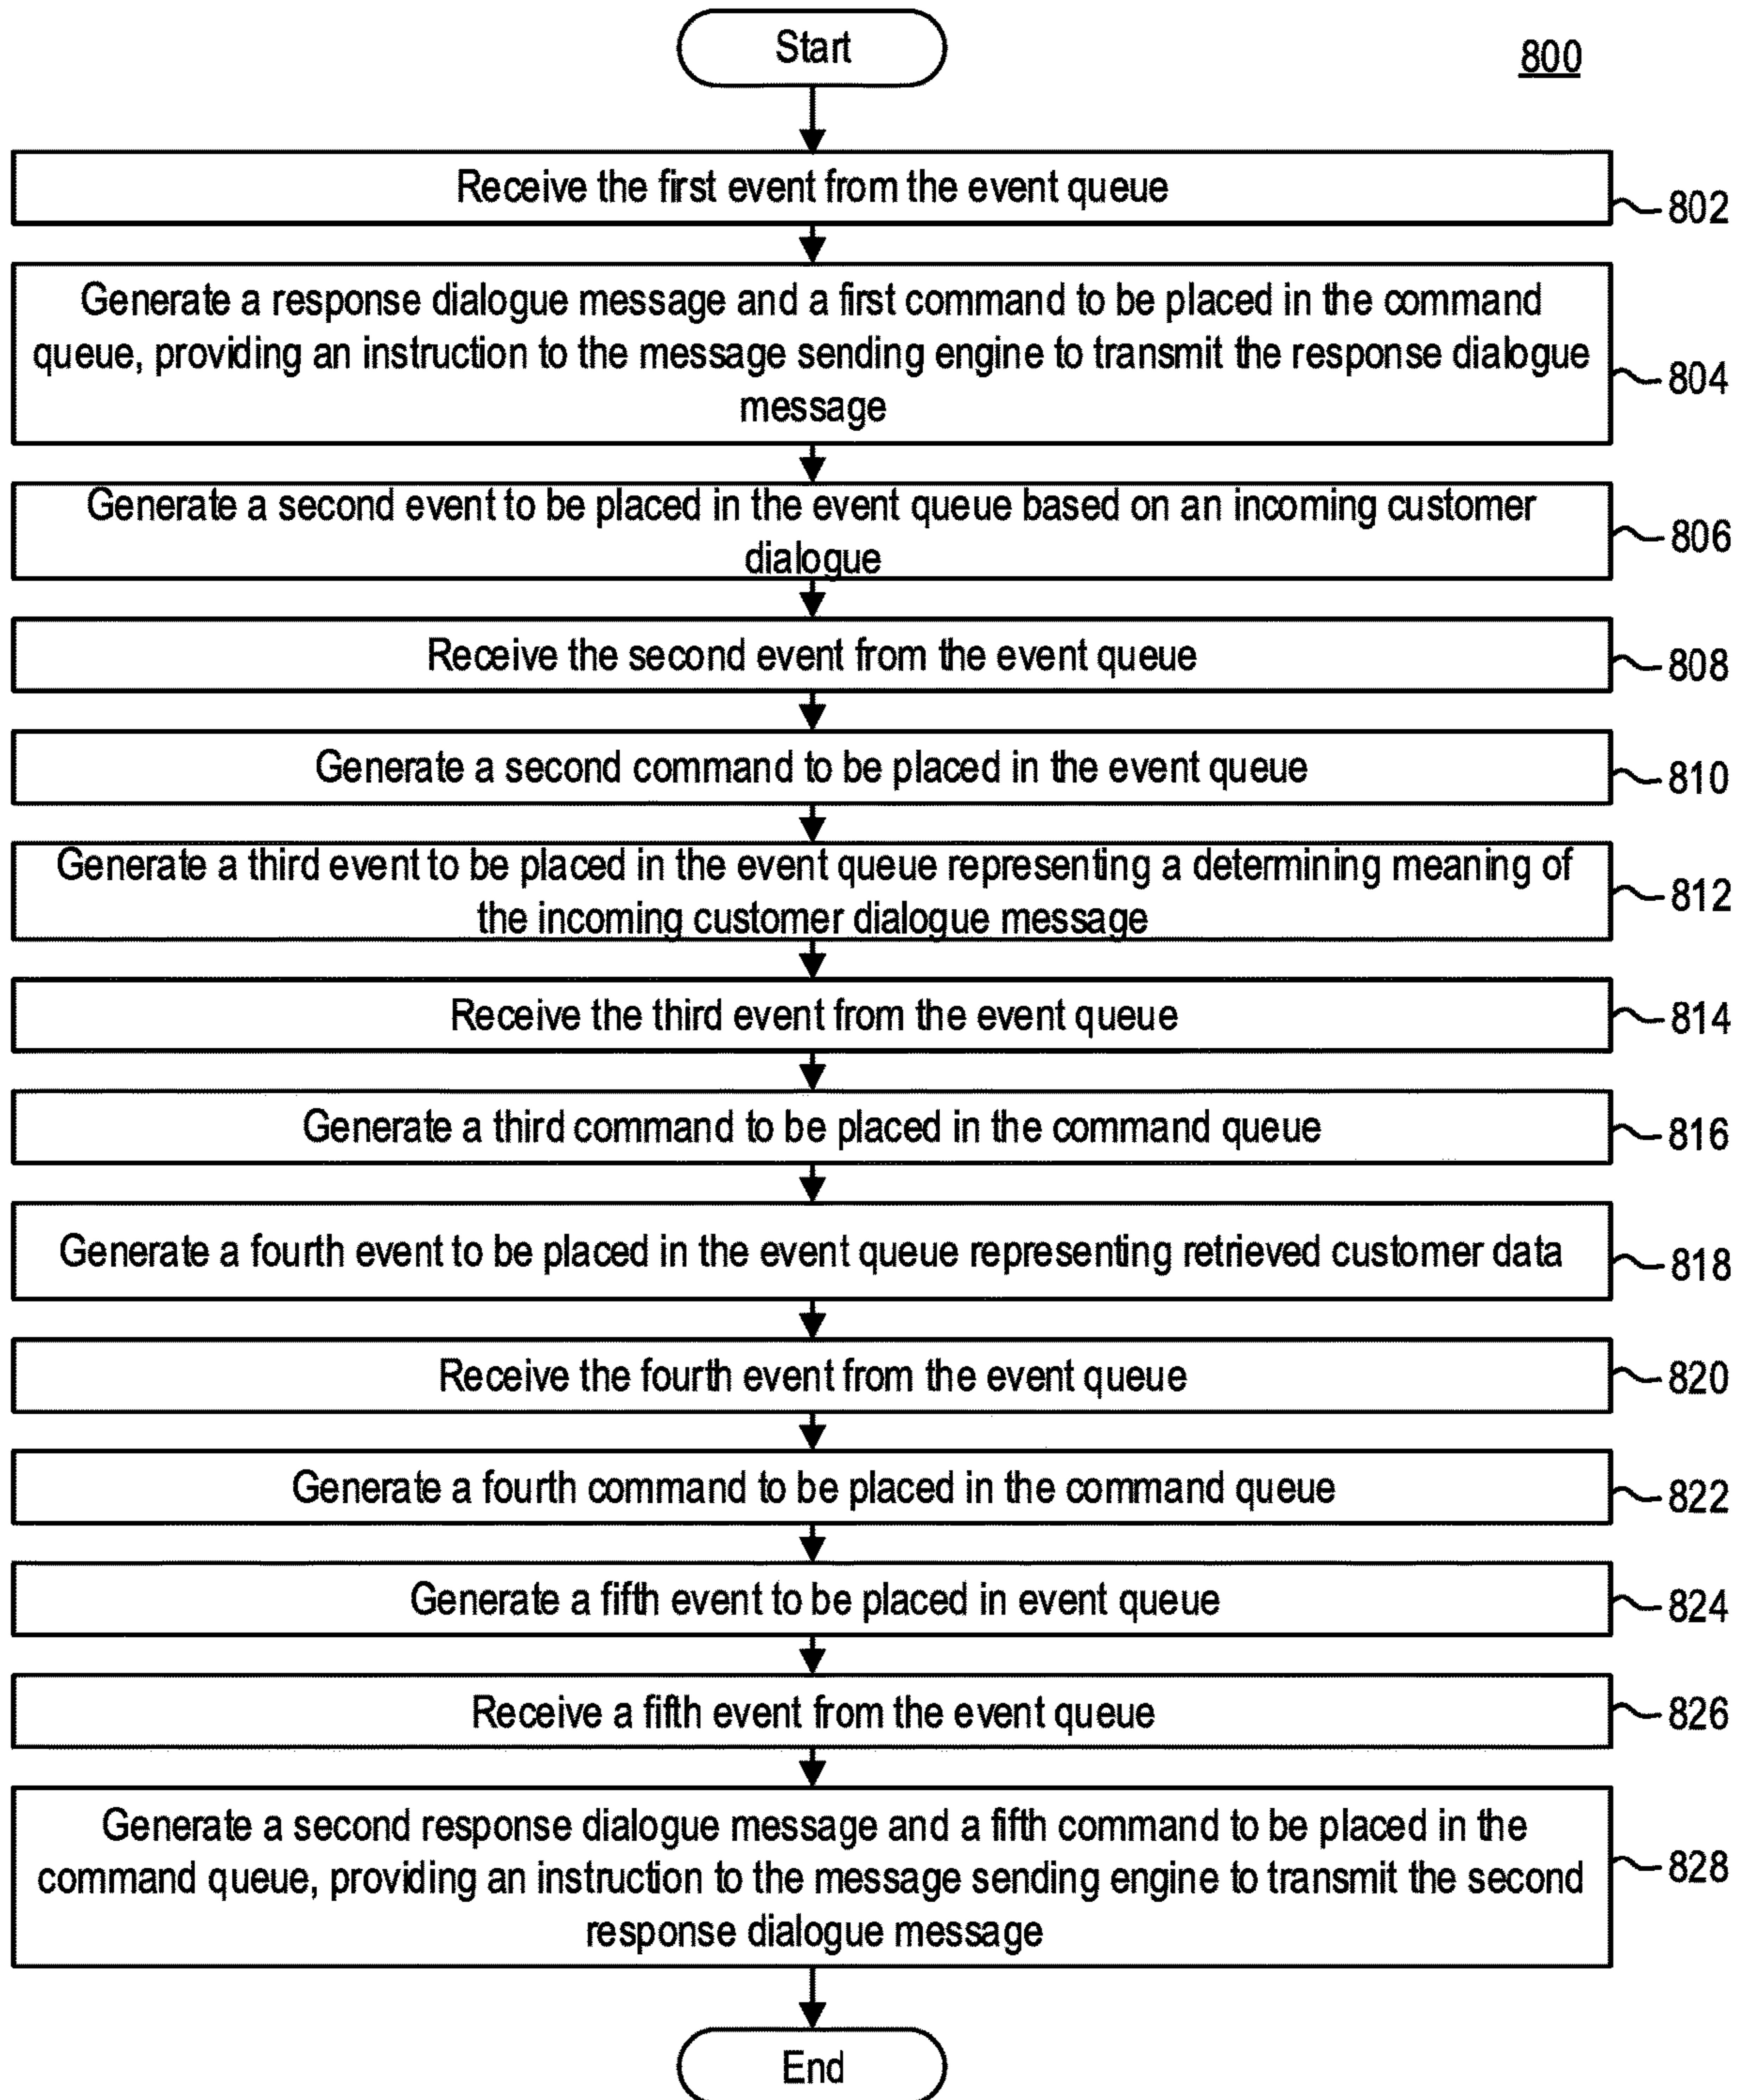 Start
800
Receive the first event from the event queue
802
Generate a response dialogue message and a first command to be placed in the command
queue, providing an instruction to the message sending engine to transmit the response dialogue
message
804
Generate a second event to be placed in the event queue based on an incoming customer
dialogue
806
Receive the second event from the event queue
808
Generate a second command to be placed in the event queue
810
Generate a third event to be placed in the event queue representing a determining meaning of
the incoming customer dialogue message
812
Receive the third event from the event queue
814
Generate a third command to be placed in the command queue
816
Generate a fourth event to be placed in the event queue representing retrieved customer data
818
Receive the fourth event from the event queue
820
Generate a fourth command to be placed in the command queue
822
Generate a fifth event to be placed in event queue
824
Receive a fifth event from the event queue
826
Generate a second response dialogue message and a fifth command to be placed in the
command queue, providing an instruction to the message sending engine to transmit the second
response dialogue message
828
End